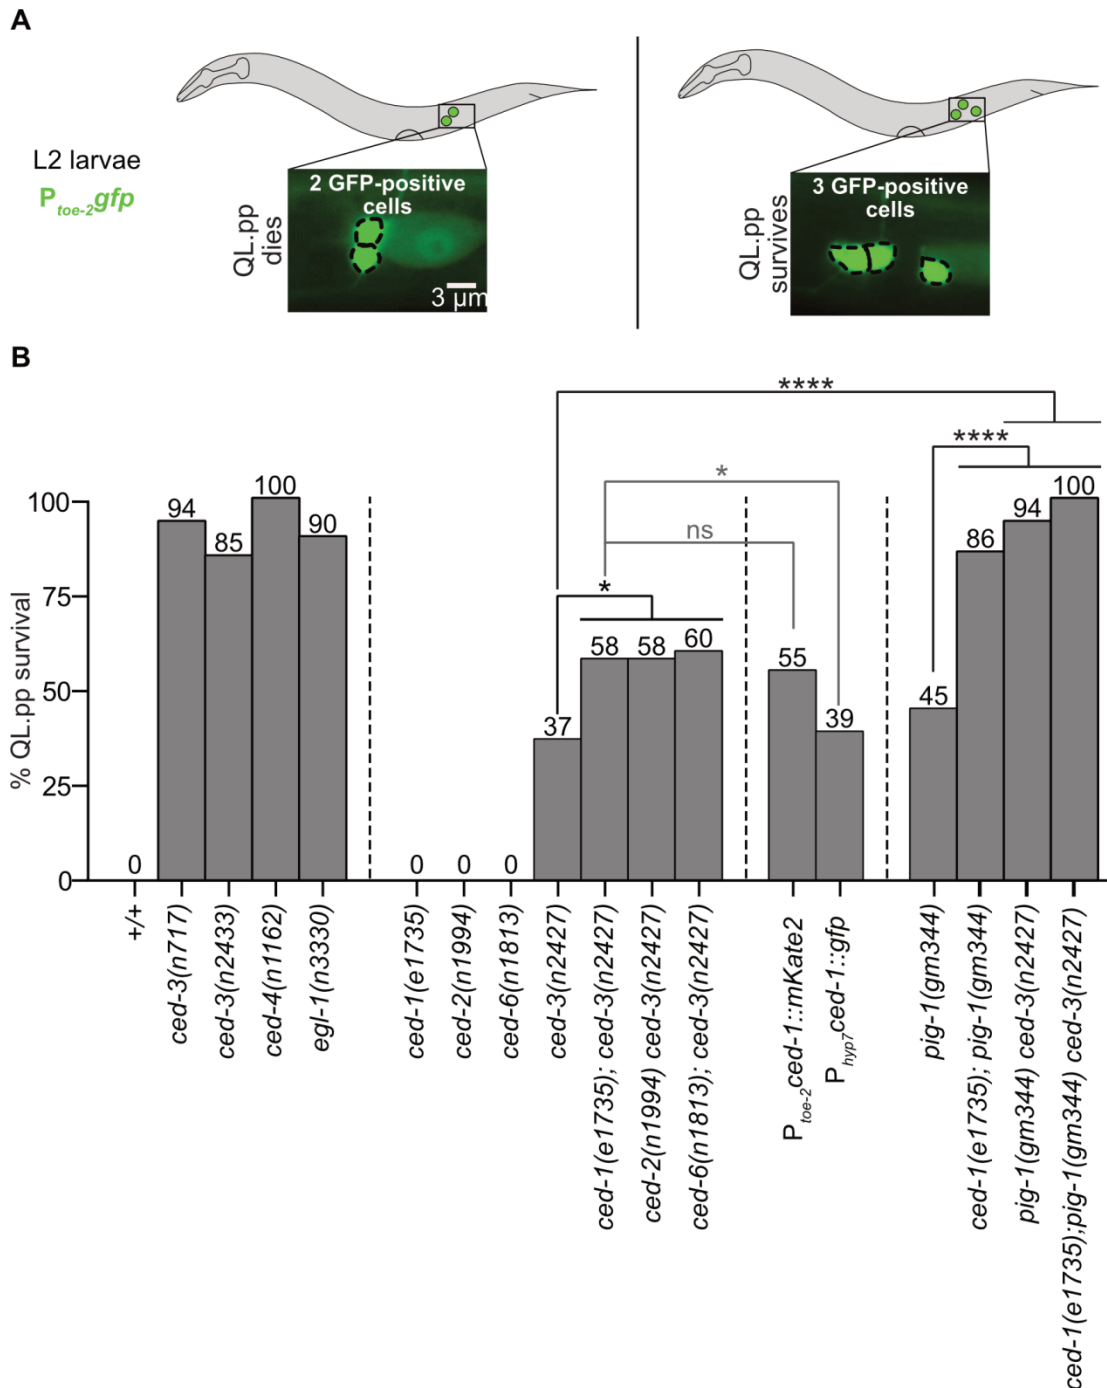 A
L2 larvae
Ptoe-2gfp
QL.pp
dies
2 GFP-positive
cells
3 µm
QL.pp
survives
3 GFP-positive
cells
B
% QL.pp survival
100
75
50
25
0
0
94
85
100
90
0
0
0
37
58
58
60
55
39
45
86
94
100
*
ns
*
****
****
+/+
ced-3(n717)
ced-3(n2433)
ced-4(n1162)
egl-1(n3330)
ced-1(e1735)
ced-2(n1994)
ced-6(n1813)
ced-3(n2427)
ced-1(e1735); ced-3(n2427)
ced-2(n1994) ced-3(n2427)
ced-6(n1813); ced-3(n2427)
Ptoe-2ced-1::mKate2
Phyp7ced-1::gfp
pig-1(gm344)
ced-1(e1735); pig-1(gm344)
pig-1(gm344) ced-3(n2427)
ced-1(e1735);pig-1(gm344) ced-3(n2427)